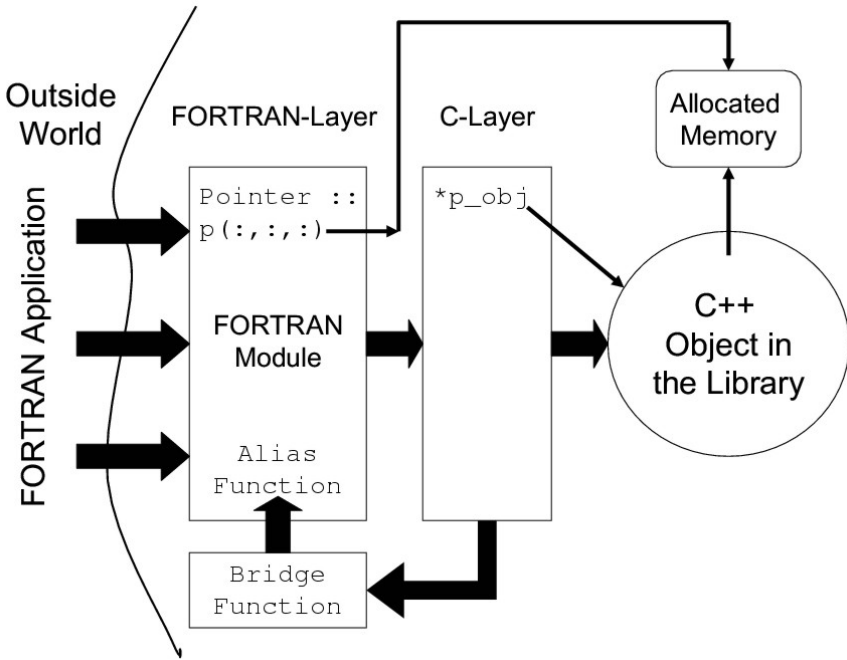 Outside
World
FORTRAN Application
FORTRAN-Layer
C-Layer
Allocated
Memory
Pointer ::
p(:,:,:)
*p_obj
FORTRAN
Module
C++
Object in
the Library
Alias
Function
Bridge
Function